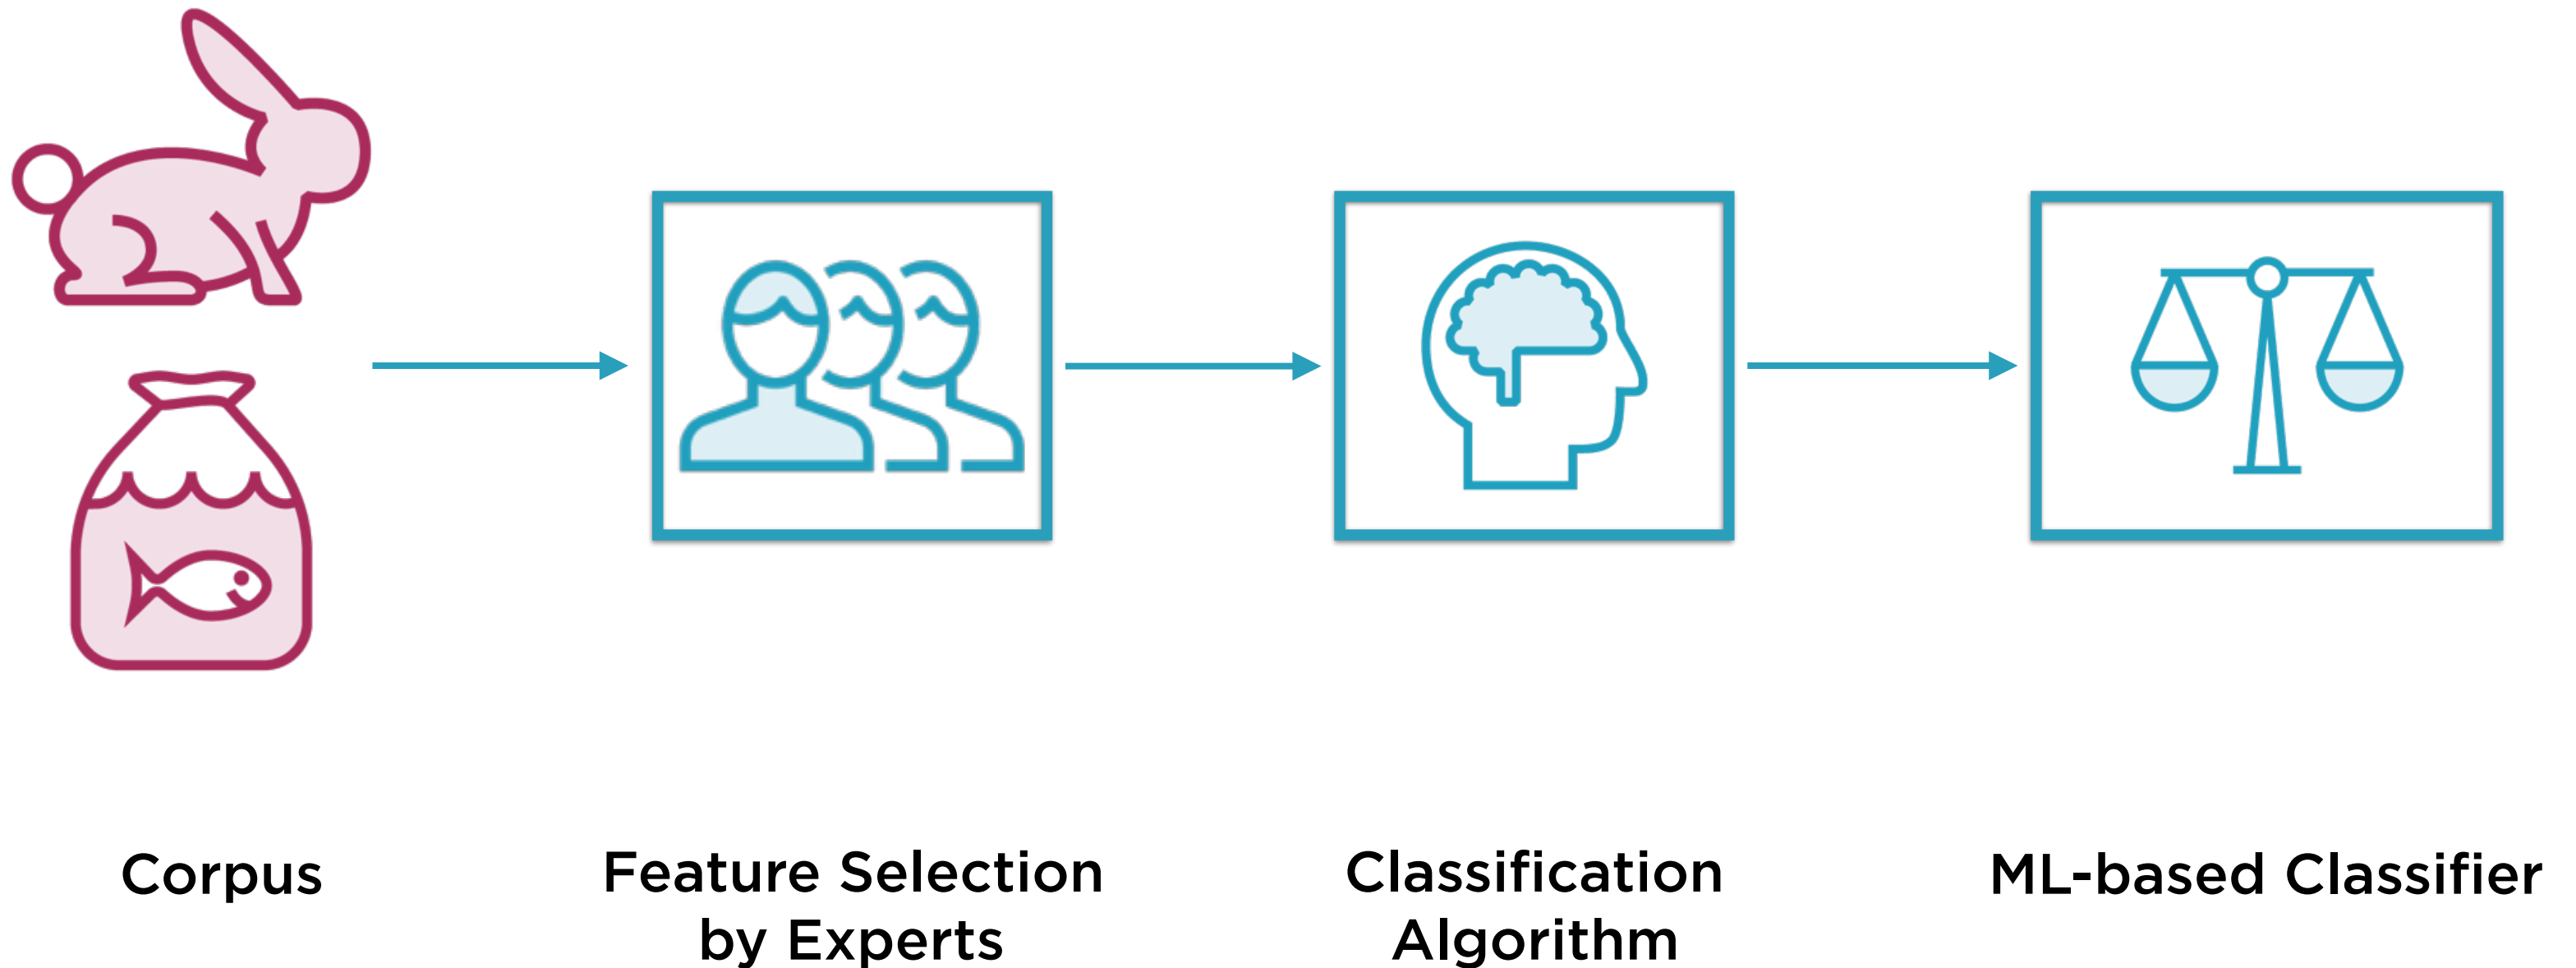 Corpus
Feature Selection
by Experts
Classification
Algorithm
ML-based Classifier